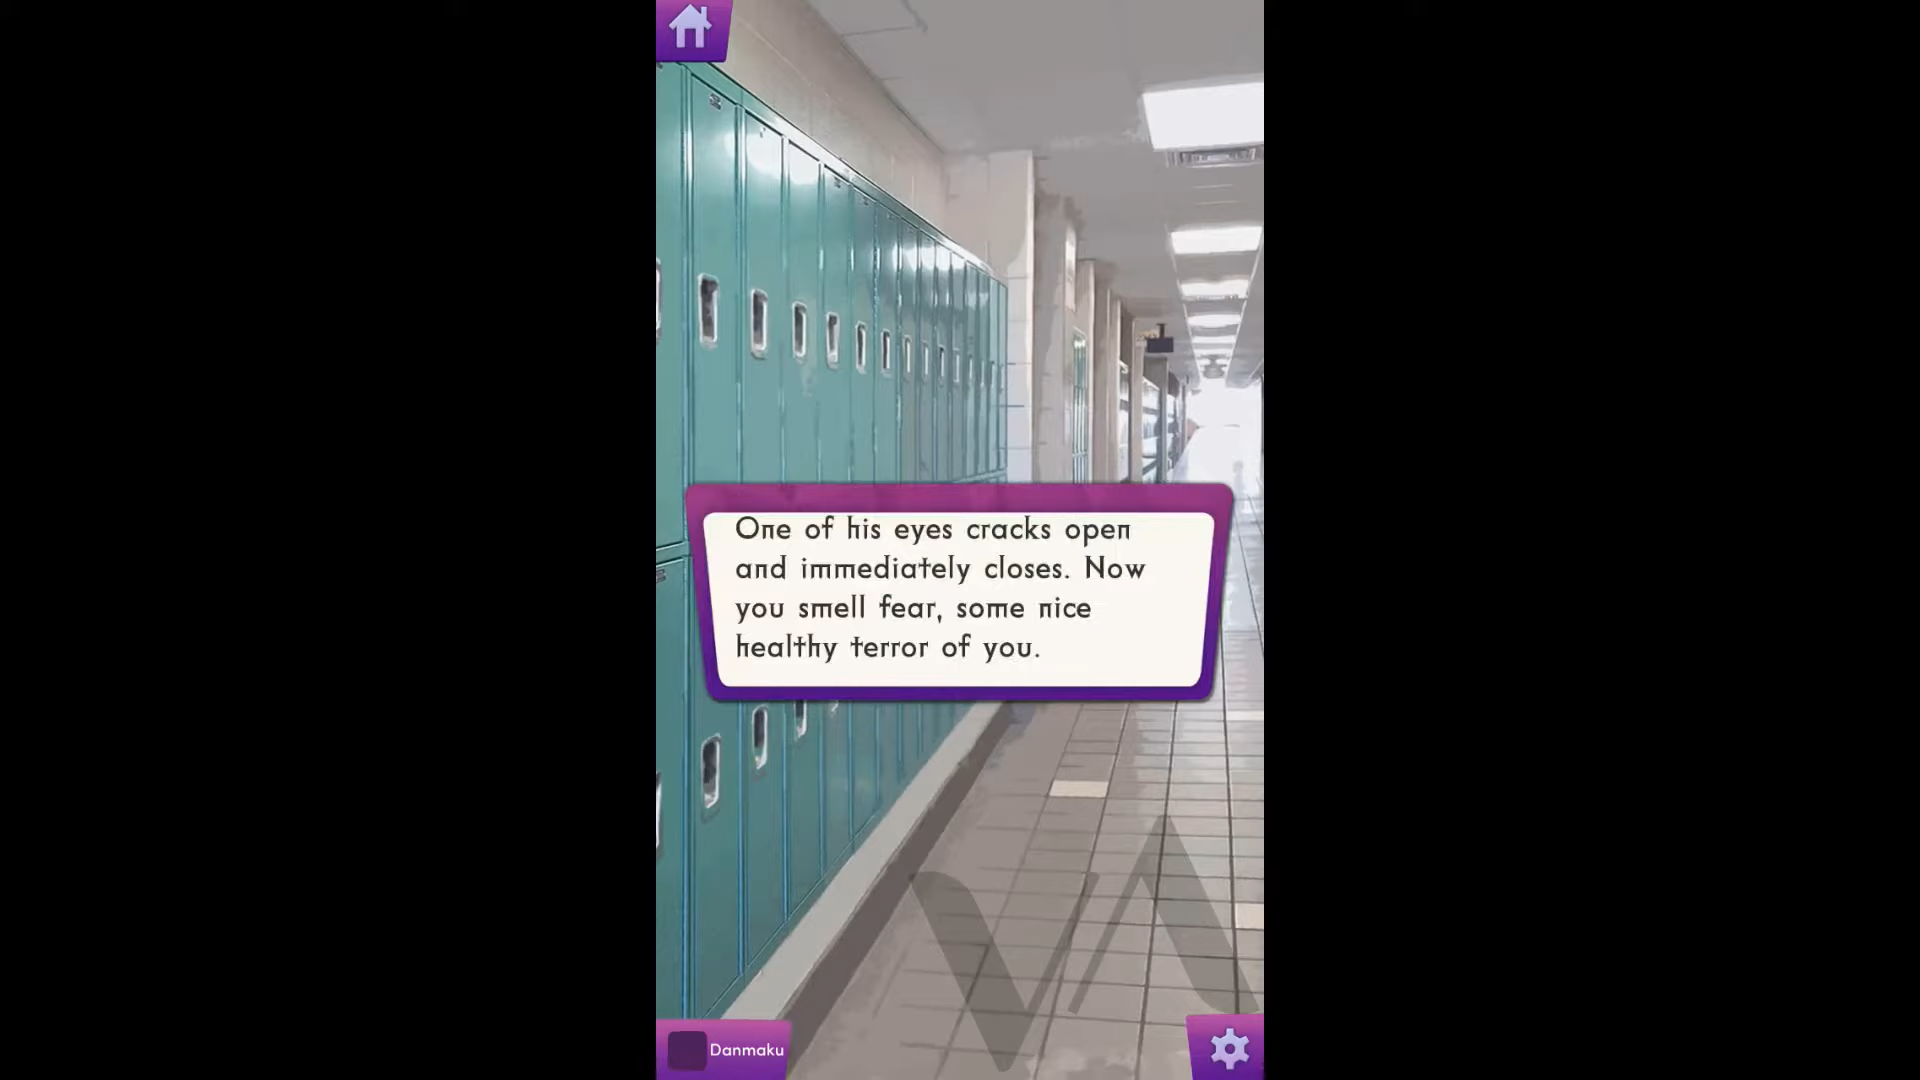 One of his eyes cracks open
and immediately closes. Now
you smell fear, some nice
healthy terror of you.
Danmaku